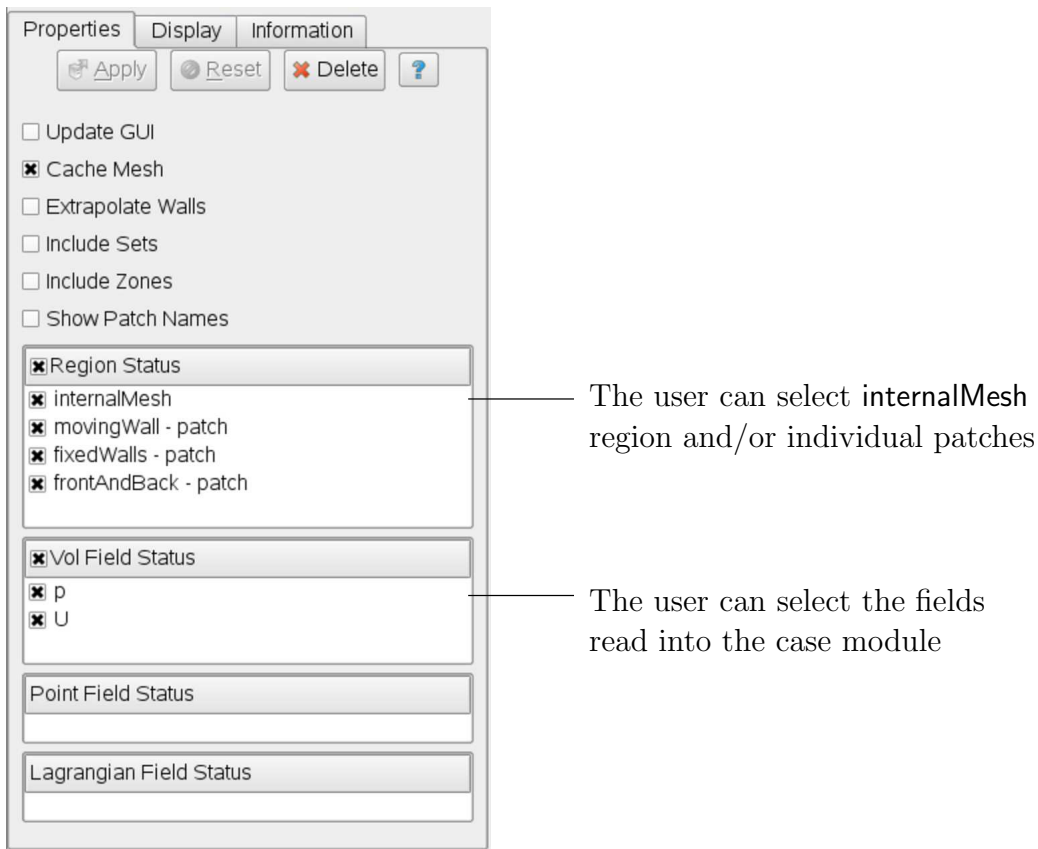 Properties Display Information
Apply Reset Delete ?
Update GUI
Cache Mesh
Extrapolate Walls
Include Sets
Include Zones
Show Patch Names
Region Status
internalMesh
movingWall - patch
fixedWalls - patch
frontAndBack - patch
The user can select internalMesh
region and/or individual patches
Vol Field Status
p
U
The user can select the fields
read into the case module
Point Field Status
Lagrangian Field Status